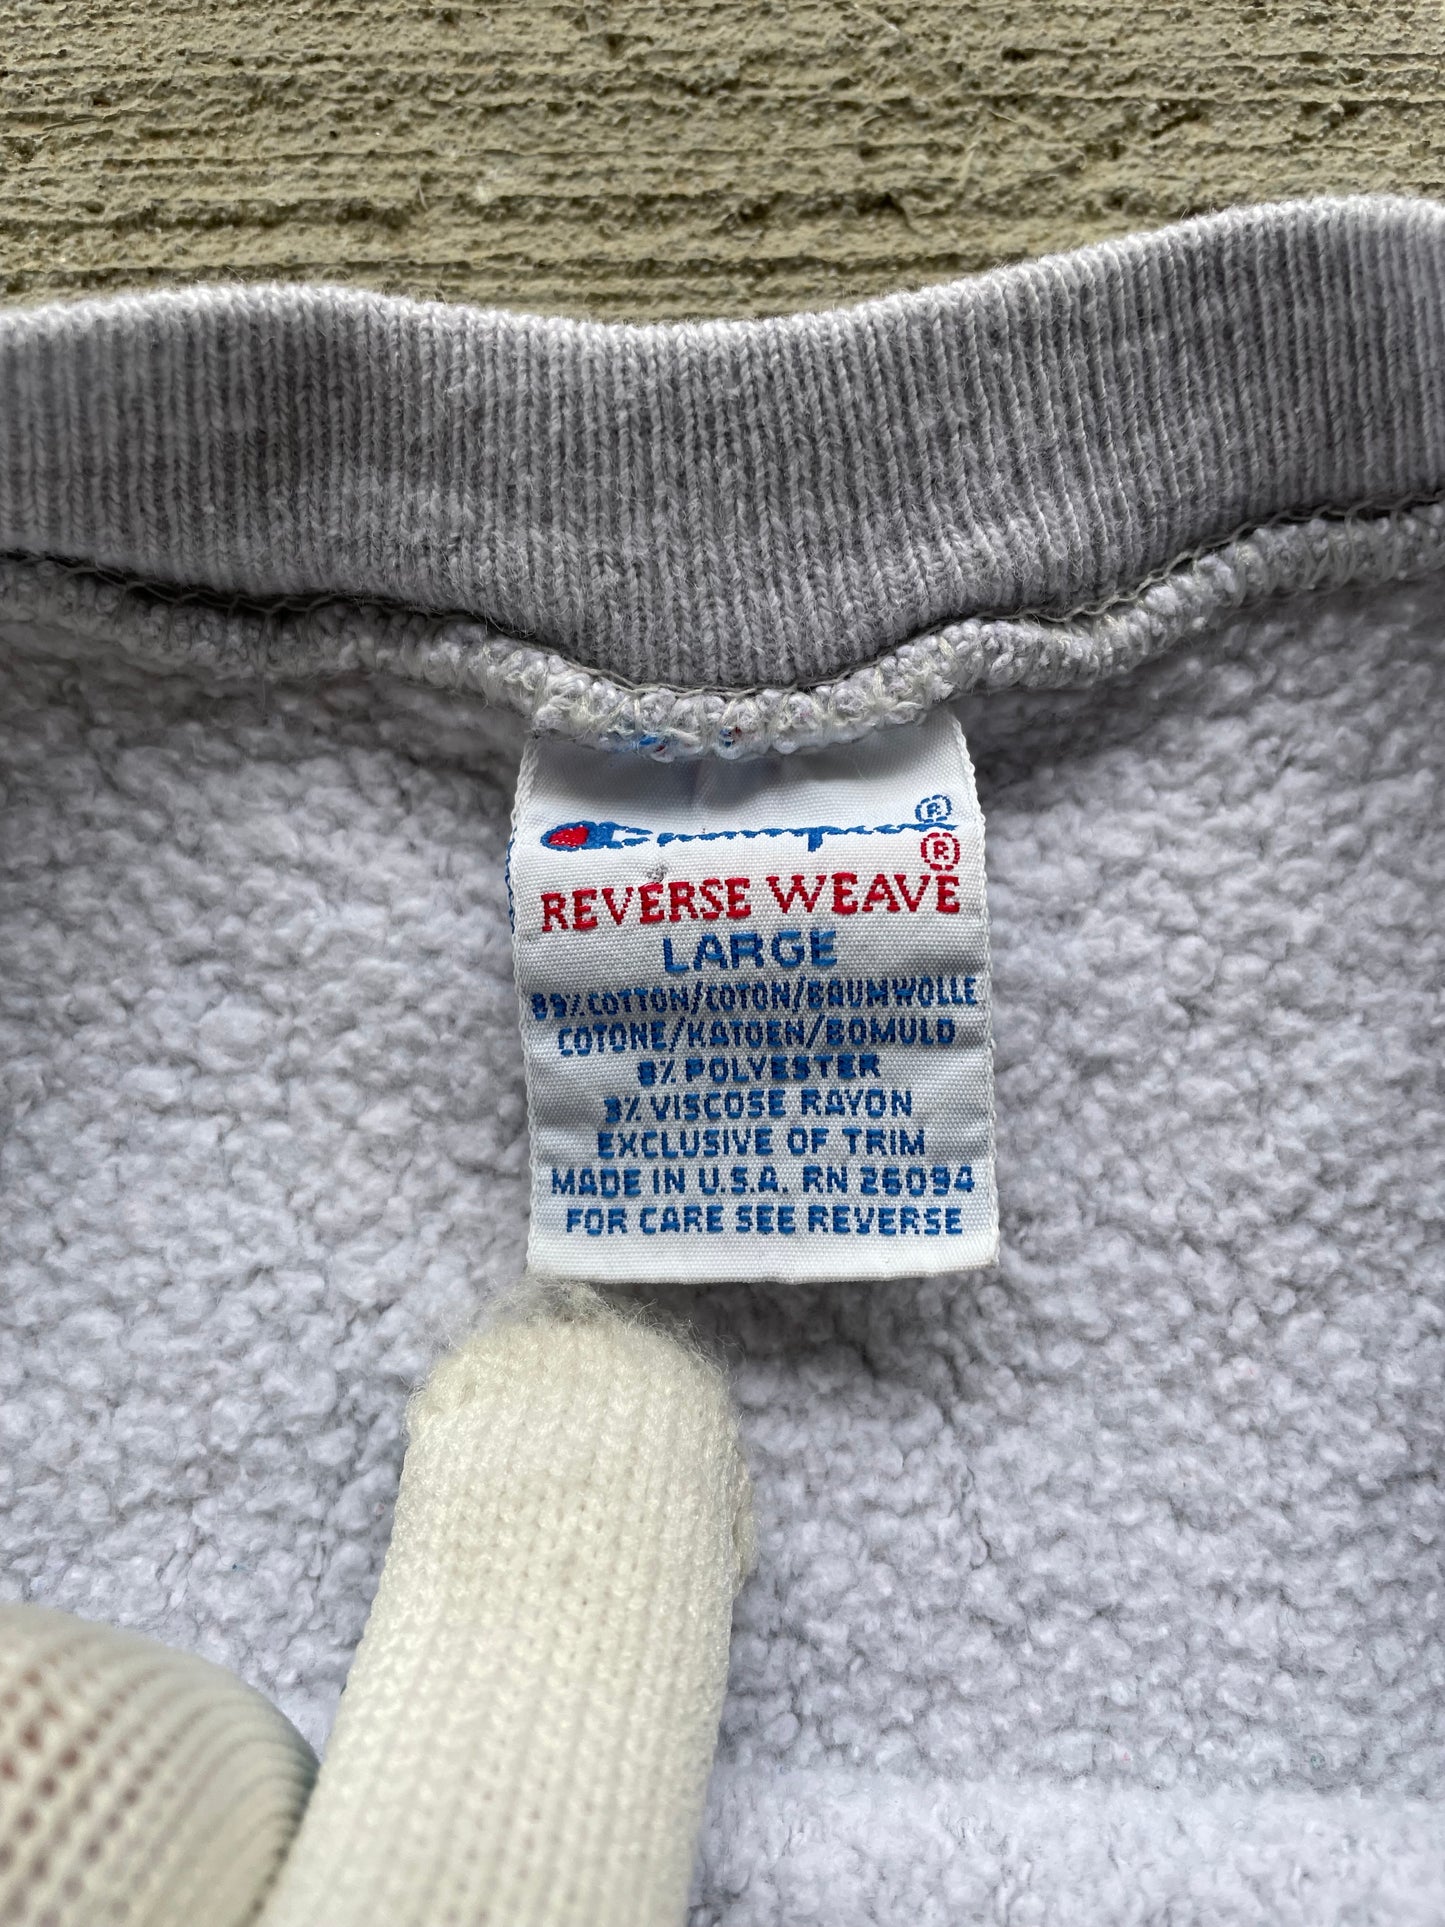 Champion®
REVERSE WEAVE®
LARGE
89% COTTON/COTON/BAUMWOLLE
COTONE/KATOEN/BOMULD
8% POLYESTER
3% VISCOSE RAYON
EXCLUSIVE OF TRIM
MADE IN U.S.A. RN 26094
FOR CARE SEE REVERSE